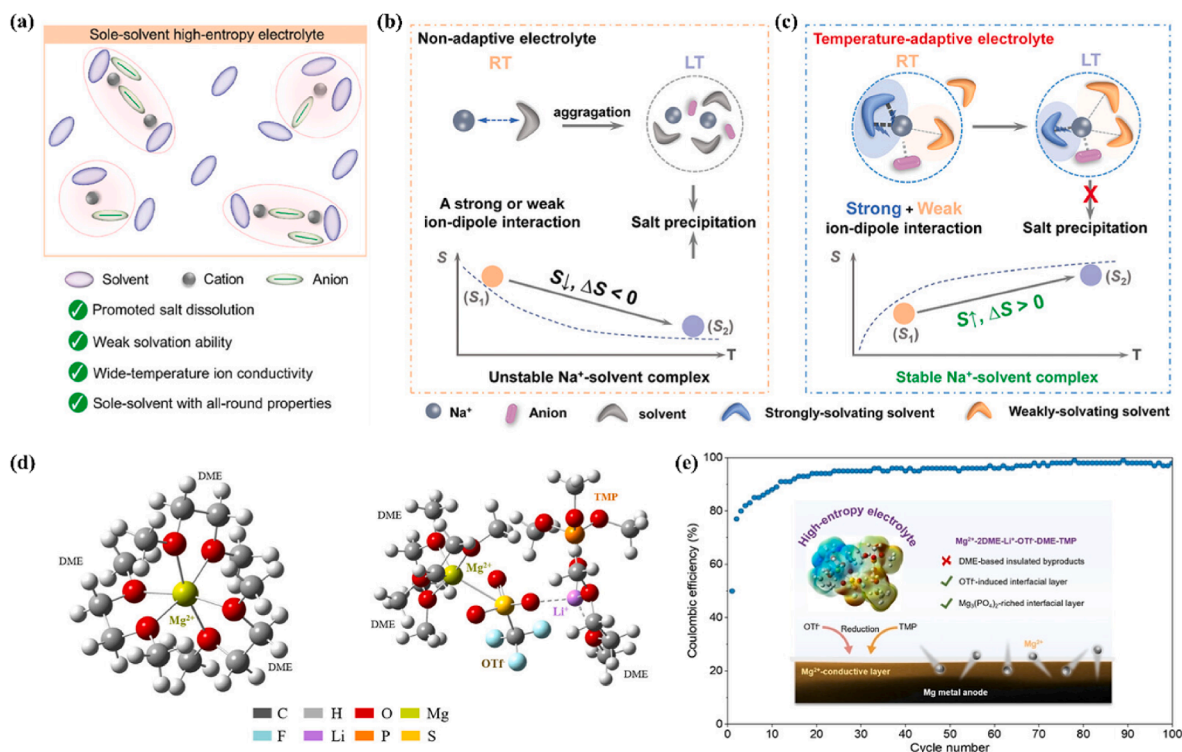 (a)
Sole-solvent high-entropy electrolyte
Solvent
Cation
Anion
Promoted salt dissolution
Weak solvation ability
Wide-temperature ion conductivity
Sole-solvent with all-round properties
(b)
Non-adaptive electrolyte
RT
LT
aggragation
A strong or weak
ion-dipole interaction
Salt precipitation
S
(S₁)
S↓, ΔS < 0
(S₂)
T
Unstable Na⁺-solvent complex
(c)
Temperature-adaptive electrolyte
RT
LT
X
Strong + Weak
ion-dipole interaction
Salt precipitation
S
(S₁)
S↑, ΔS > 0
(S₂)
T
Stable Na⁺-solvent complex
Na⁺
Anion
solvent
Strongly-solvating solvent
Weakly-solvating solvent
(d)
DME
DME
DME
Mg²⁺
DME
TMP
Mg²⁺
Li⁺
OTf⁻
DME
C
H
O
Mg
F
Li
P
S
(e)
Coulombic efficiency (%)
100
80
60
40
20
0
High-entropy electrolyte
Mg²⁺-2DME-Li⁺-OTf⁻-DME-TMP
DME-based insulated byproducts
OTf⁻-induced interfacial layer
Mg₃(PO₄)₂-riched interfacial layer
OTf⁻
Reduction
TMP
Mg²⁺
Mg²⁺-conductive layer
Mg metal anode
0 10 20 30 40 50 60 70 80 90 100
Cycle number